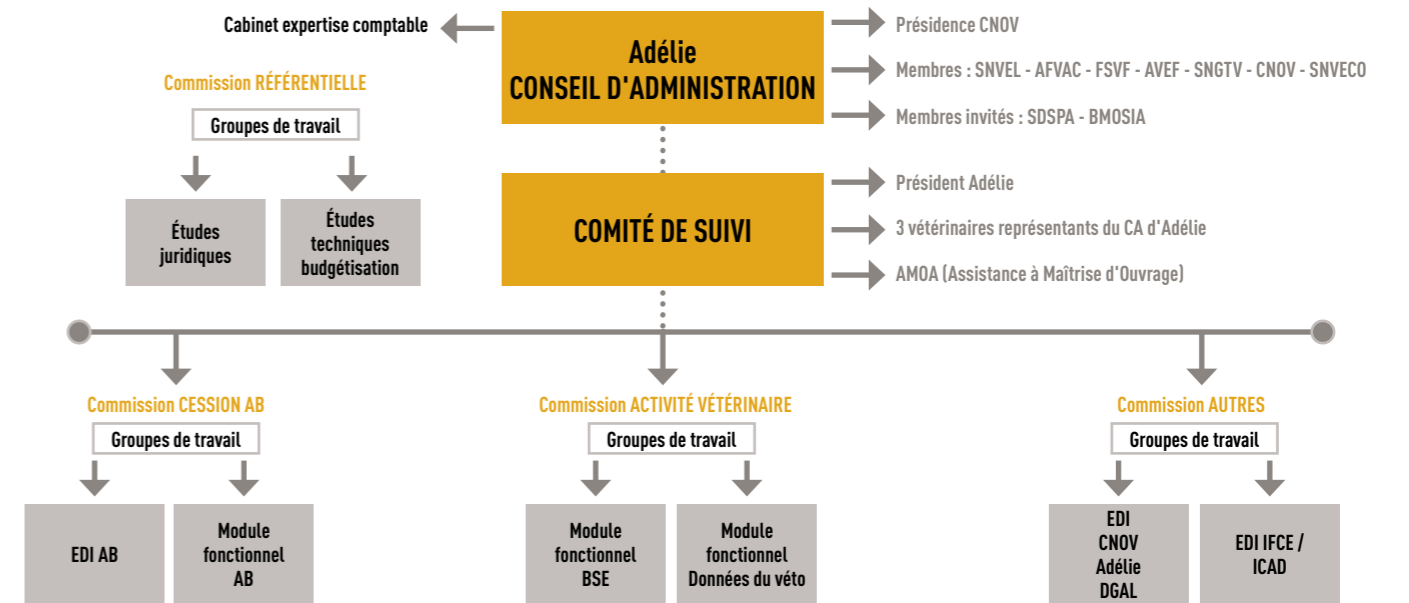 Cabinet expertise comptable
Adélie
CONSEIL D'ADMINISTRATION
Présidence CNOV
Membres : SNVEL - AFVAC - FSVF - AVEF - SNGTV - CNOV - SNVECO
Membres invités : SDSPA - BMOSIA
Commission RÉFÉRENTIELLE
Groupes de travail
Études
juridiques
Études
techniques
budgétisation
COMITÉ DE SUIVI
Président Adélie
3 vétérinaires représentants du CA d'Adélie
AMOA (Assistance à Maîtrise d'Ouvrage)
Commission CESSION AB
Groupes de travail
EDI AB
Module
fonctionnel
AB
Commission ACTIVITÉ VÉTÉRINAIRE
Groupes de travail
Module
fonctionnel
BSE
Module
fonctionnel
Données du véto
Commission AUTRES
Groupes de travail
EDI
CNOV
Adélie
DGAL
EDI IFCE /
ICAD